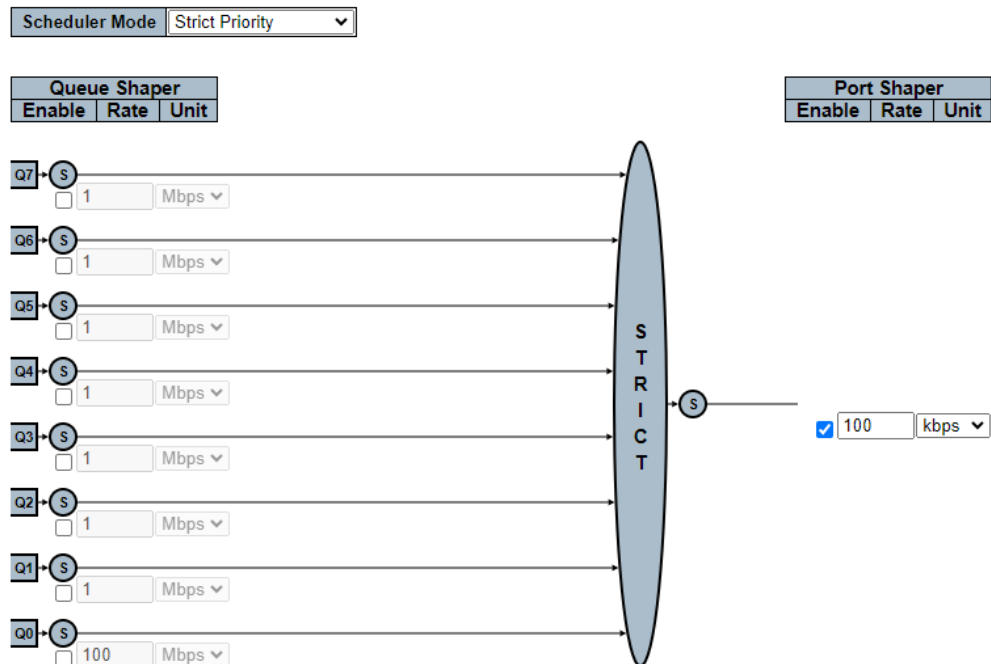 Scheduler Mode Strict Priority
Queue Shaper
Enable Rate Unit
Port Shaper
Enable Rate Unit
Q7 S
1 Mbps
Q6 S
1 Mbps
Q5 S
1 Mbps
Q4 S
1 Mbps
Q3 S
1 Mbps
Q2 S
1 Mbps
Q1 S
1 Mbps
Q0 S
100 Mbps
S
T
R
I
C
T
S
100 kbps